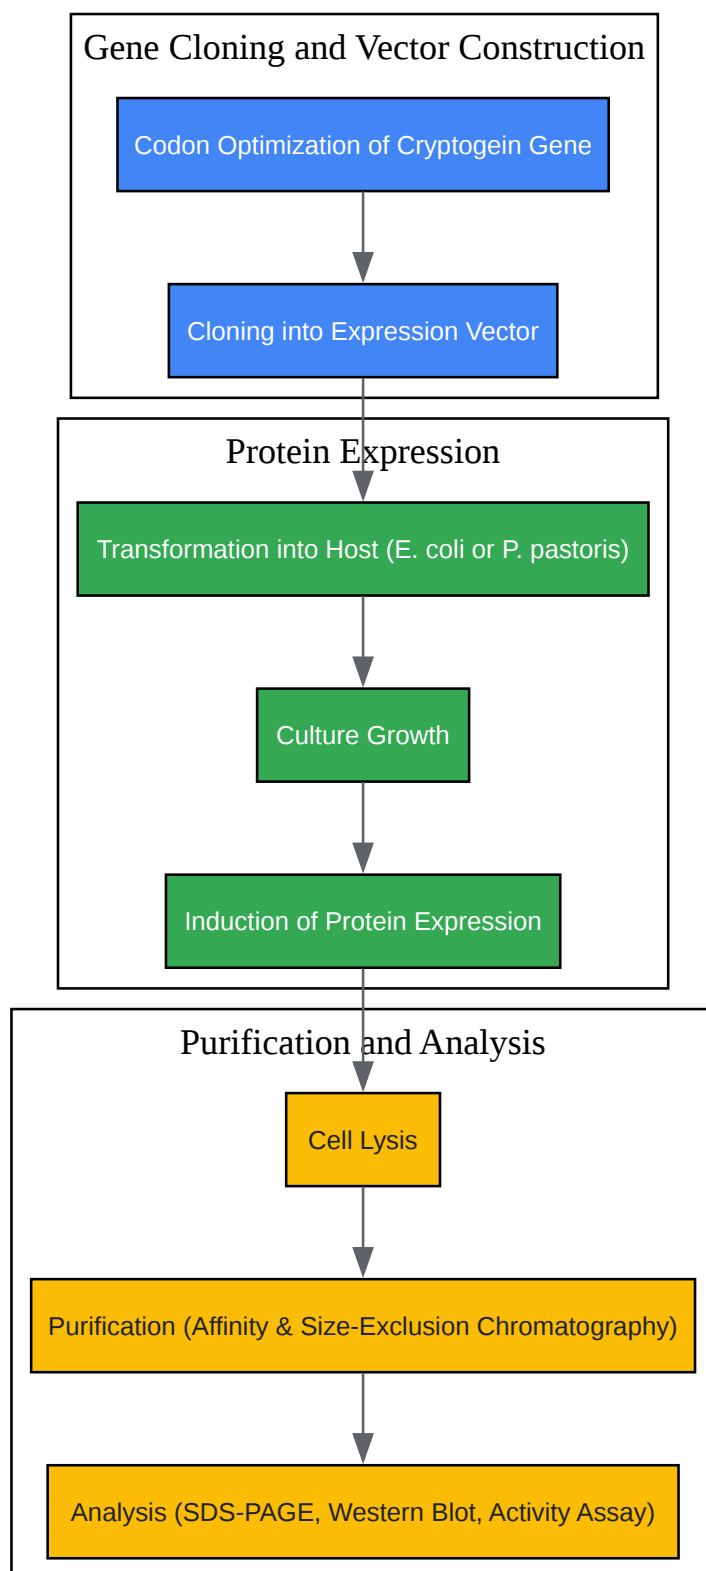 Gene Cloning and Vector Construction
Codon Optimization of Cryptogein Gene
Cloning into Expression Vector
Protein Expression
Transformation into Host (E. coli or P. pastoris)
Culture Growth
Induction of Protein Expression
Purification and Analysis
Cell Lysis
Purification (Affinity & Size-Exclusion Chromatography)
Analysis (SDS-PAGE, Western Blot, Activity Assay)